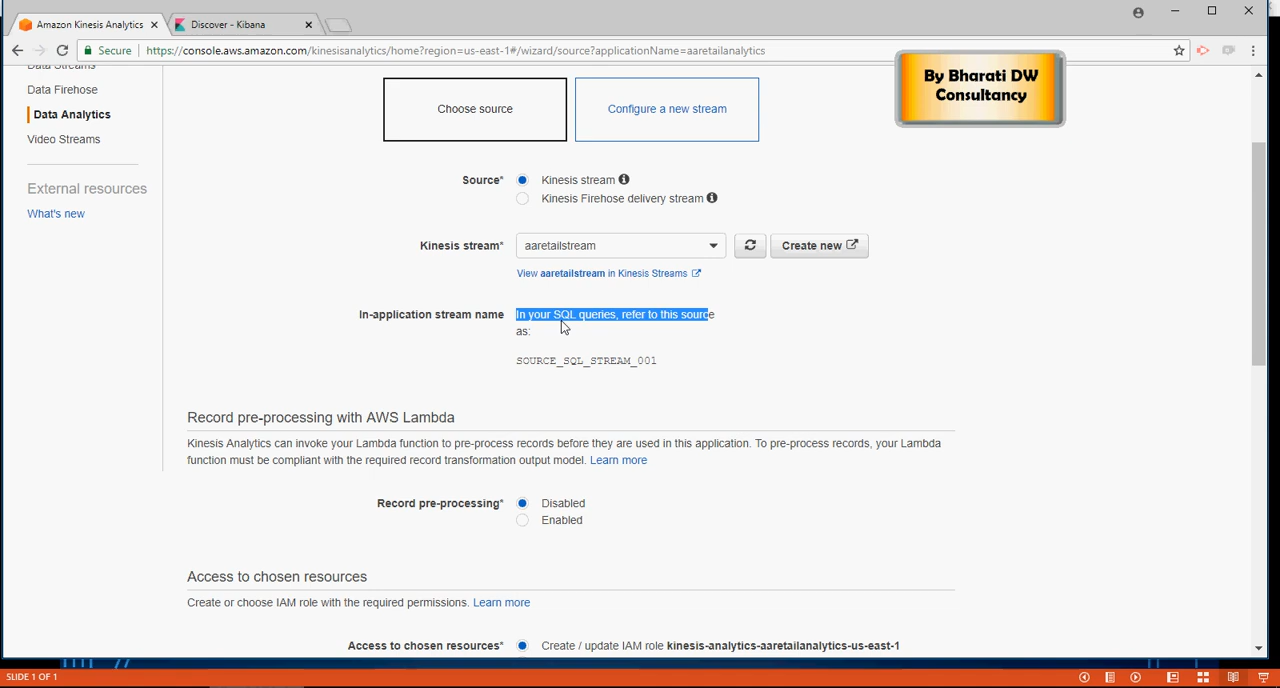 Amazon Kinesis Analytics
Discover - Kibana
Secure
https://console.aws.amazon.com/kinesisanalytics/home?region=us-east-1#/wizard/source?applicationName=aaretailanalytics
By Bharati DW
Consultancy
Data Streams
Data Firehose
Data Analytics
Video Streams
External resources
What's new
Choose source
Configure a new stream
Source*
Kinesis stream
Kinesis Firehose delivery stream
Kinesis stream*
aaretailstream
Create new
View aaretailstream in Kinesis Streams
In-application stream name
In your SQL queries, refer to this source
as:
SOURCE_SQL_STREAM_001
Record pre-processing with AWS Lambda
Kinesis Analytics can invoke your Lambda function to pre-process records before they are used in this application. To pre-process records, your Lambda
function must be compliant with the required record transformation output model. Learn more
Record pre-processing*
Disabled
Enabled
Access to chosen resources
Create or choose IAM role with the required permissions. Learn more
Access to chosen resources*
Create / update IAM role kinesis-analytics-aaretailanalytics-us-east-1
SLIDE 1 OF 1